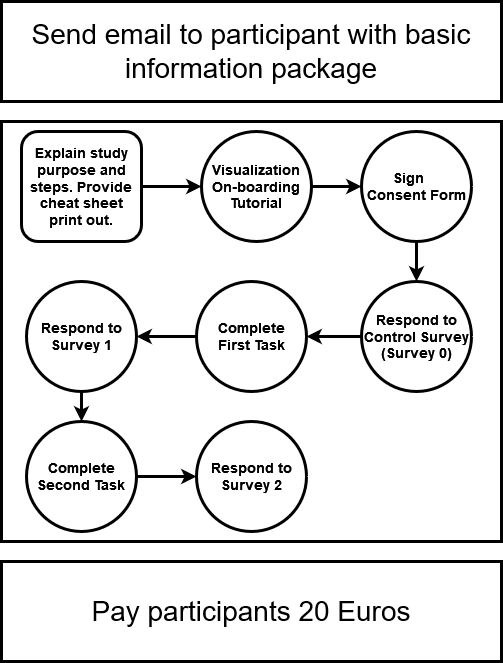 Send email to participant with basic
information package
Explain study
purpose and
steps. Provide
cheat sheet
print out.
Visualization
On-boarding
Tutorial
Sign
Consent Form
Respond to
Survey 1
Complete
First Task
Respond to
Control Survey
(Survey 0)
Complete
Second Task
Respond to
Survey 2
Pay participants 20 Euros